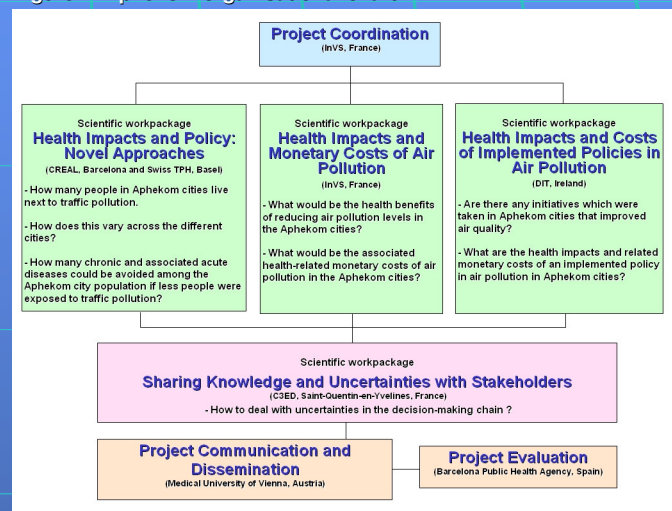 Project Coordination
(InVS, France)
Scientific workpackage
Health Impacts and Policy:
Novel Approaches
(CREAL, Barcelona and Swiss TPH, Basel)
- How many people in Aphekom cities live
next to traffic pollution.
- How does this vary across the different
cities?
- How many chronic and associated acute
diseases could be avoided among the
Aphekom city population if less people were
exposed to traffic pollution?
Scientific workpackage
Health Impacts and
Monetary Costs of Air
Pollution
(InVS, France)
- What would be the health benefits
of reducing air pollution levels in
the Aphekom cities?
- What would be the associated
health-related monetary costs of air
pollution in the Aphekom cities?
Scientific workpackage
Health Impacts and Costs
of Implemented Policies in
Air Pollution
(DIT, Ireland)
- Are there any initiatives which were
taken in Aphekom cities that improved
air quality?
- What are the health impacts and related
monetary costs of an implemented policy
in air pollution in Aphekom cities?
Scientific workpackage
Sharing Knowledge and Uncertainties with Stakeholders
(C3ED, Saint-Quentin-en-Yvelines, France)
- How to deal with uncertainties in the decision-making chain ?
Project Communication and
Dissemination
(Medical University of Vienna, Austria)
Project Evaluation
(Barcelona Public Health Agency, Spain)